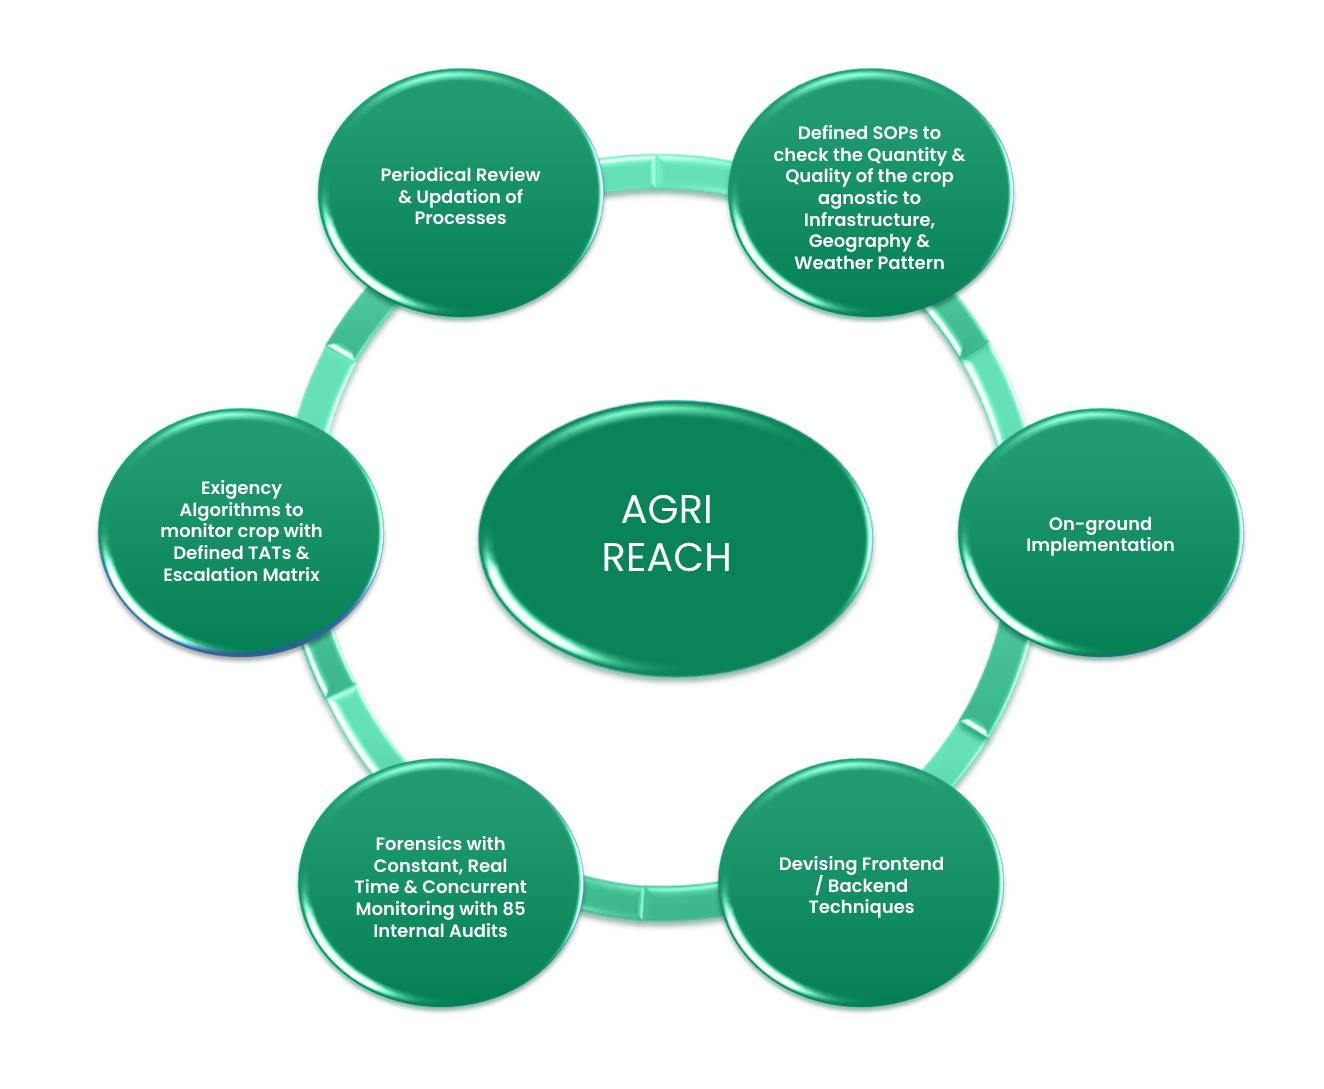 Periodical Review
& Updation of
Processes
Defined SOPs to
check the Quantity &
Quality of the crop
agnostic to
Infrastructure,
Geography &
Weather Pattern
Exigency
Algorithms to
monitor crop with
Defined TATs &
Escalation Matrix
AGRI
REACH
On-ground
Implementation
Forensics with
Constant, Real
Time & Concurrent
Monitoring with 85
Internal Audits
Devising Frontend
/ Backend
Techniques